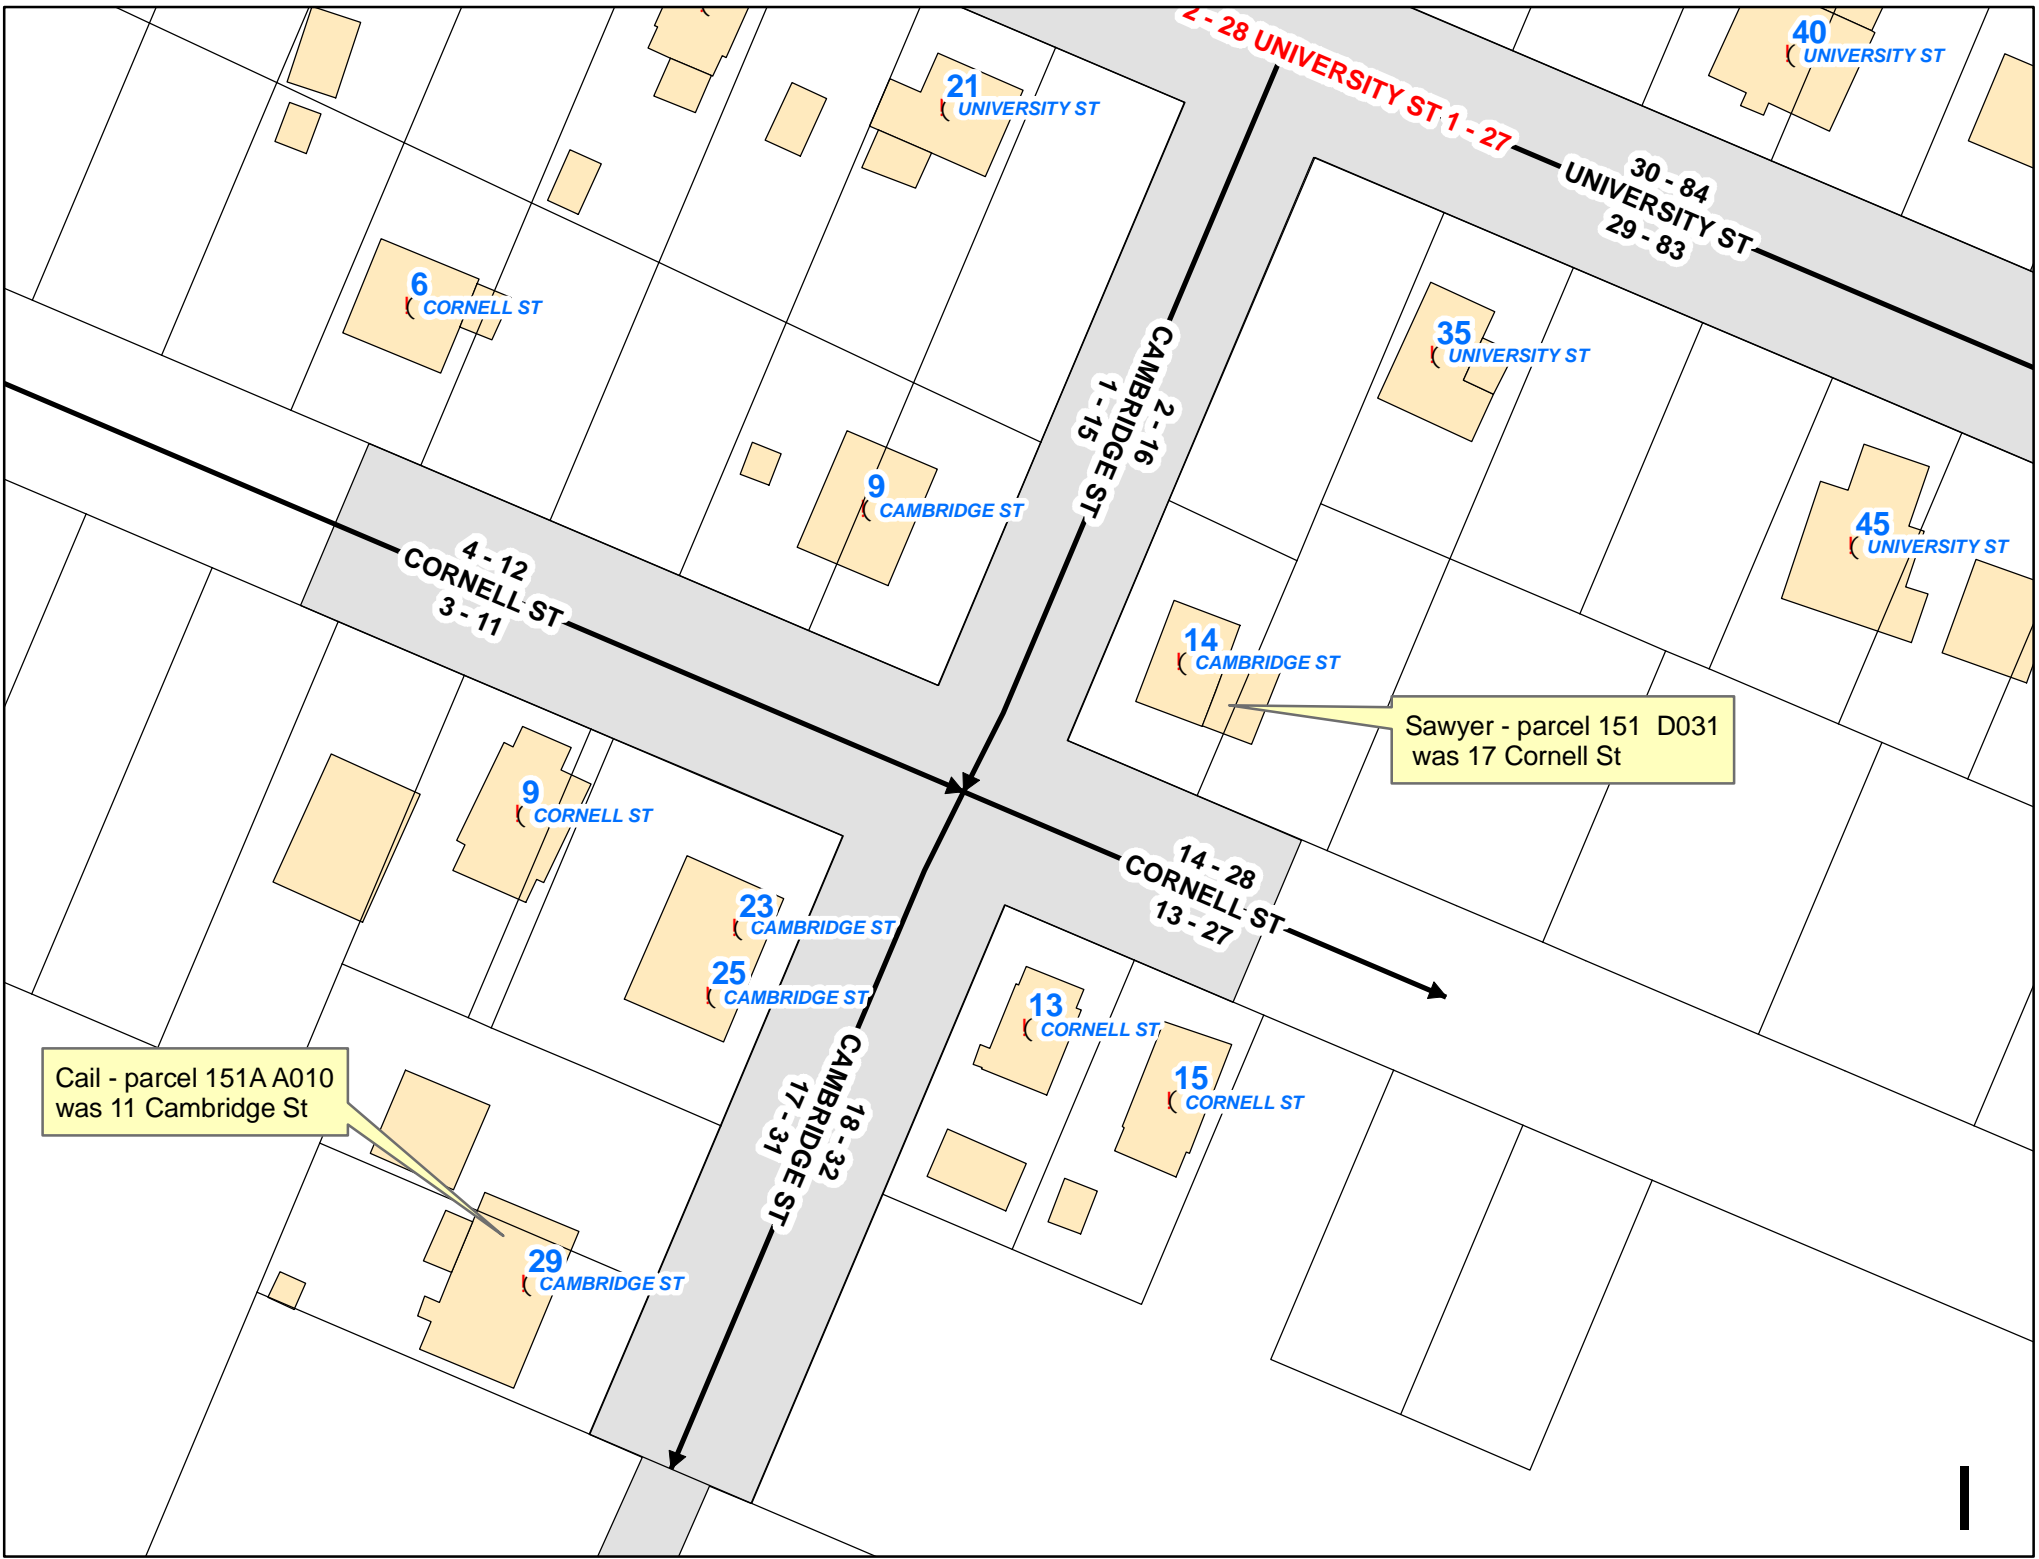 2 - 28 UNIVERSITY ST 1 - 27
40
UNIVERSITY ST
21
UNIVERSITY ST
30 - 84
UNIVERSITY ST
29 - 83
6
CORNELL ST
35
UNIVERSITY ST
2 - 16
CAMBRIDGE ST
1 - 15
9
CAMBRIDGE ST
45
UNIVERSITY ST
4 - 12
CORNELL ST
3 - 11
14
CAMBRIDGE ST
Sawyer - parcel 151 D031
was 17 Cornell St
9
CORNELL ST
14 - 28
CORNELL ST
13 - 27
23
CAMBRIDGE ST
25
CAMBRIDGE ST
13
CORNELL ST
15
CORNELL ST
Cail - parcel 151A A010
was 11 Cambridge St
18 - 32
CAMBRIDGE ST
17 - 31
29
CAMBRIDGE ST